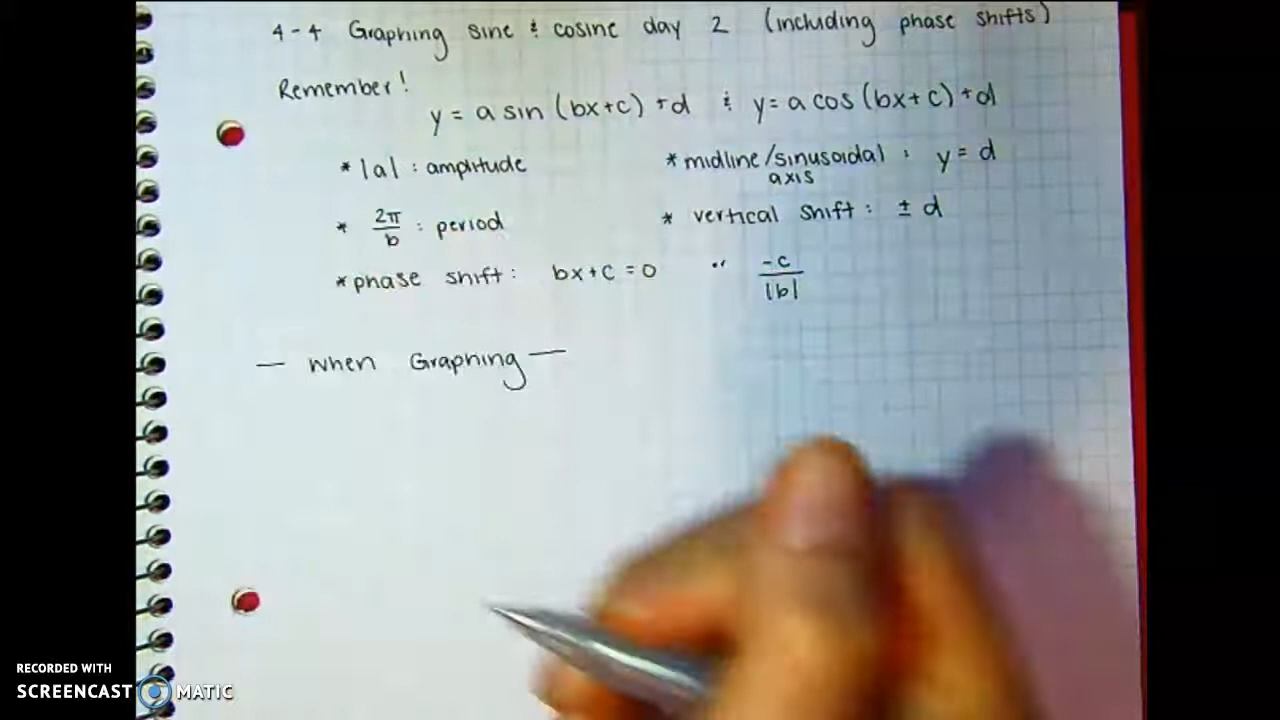 4-4 Graphing sine & cosine day 2 (including phase shifts)
Remember!
y = a sin (bx+c) + d & y = a cos (bx+c) + d
* |a| : amplitude
* midline/sinusoidal axis : y = d
* 2π/b : period
* vertical shift : ± d
* phase shift : bx+c = 0 or -c/|b|
— When Graphing —
RECORDED WITH
SCREENCAST MATIC